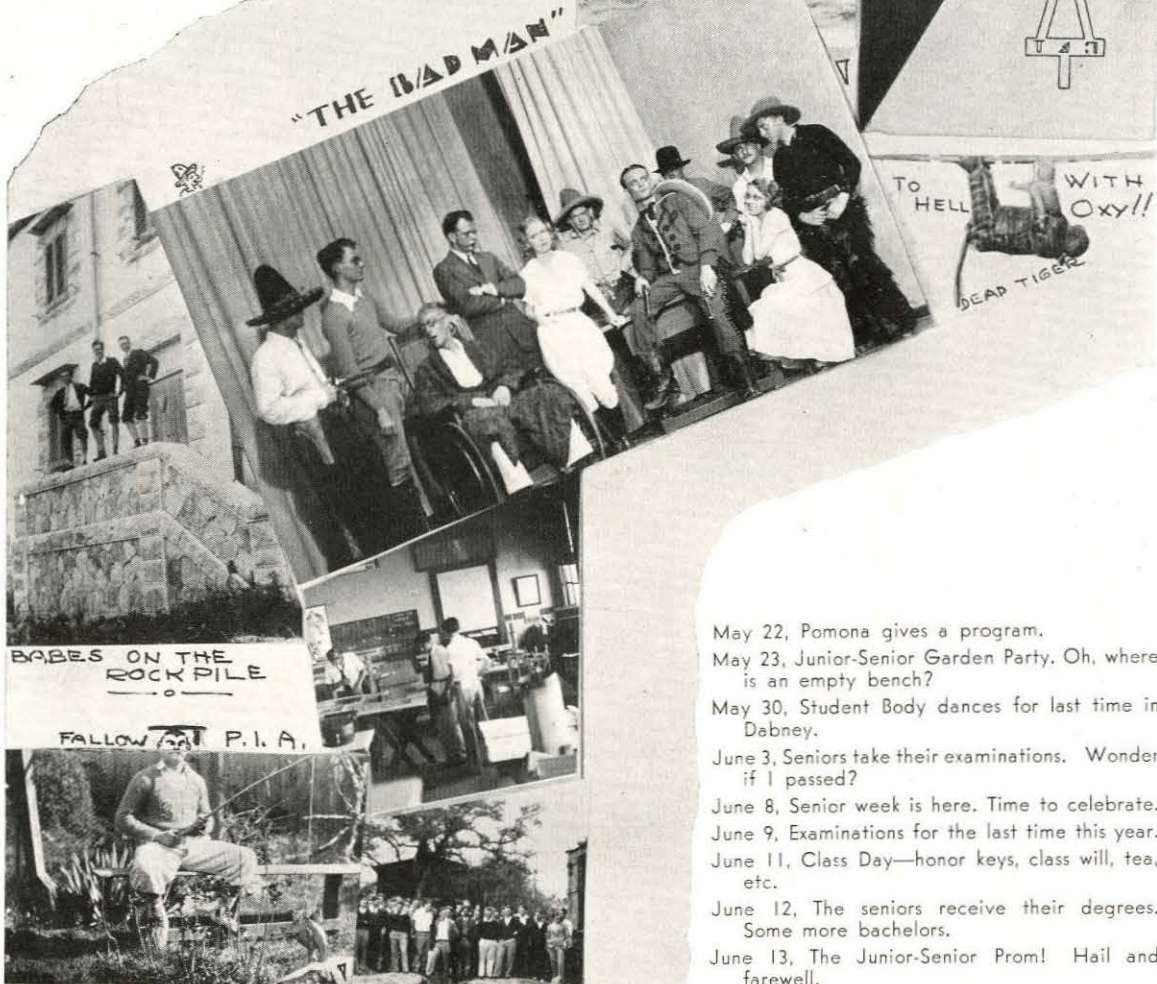 "THE BAD MAN"
TO
HELL
WITH
OXY!!
DEAD TIGER
BABES ON THE
ROCKPILE
FALLOW P.I.A.
May 22, Pomona gives a program.
May 23, Junior-Senior Garden Party. Oh, where
is an empty bench?
May 30, Student Body dances for last time in
Dabney.
June 3, Seniors take their examinations. Wonder
if I passed?
June 8, Senior week is here. Time to celebrate.
June 9, Examinations for the last time this year.
June 11, Class Day—honor keys, class will, tea,
etc.
June 12, The seniors receive their degrees.
Some more bachelors.
June 13, The Junior-Senior Prom! Hail and
farewell.